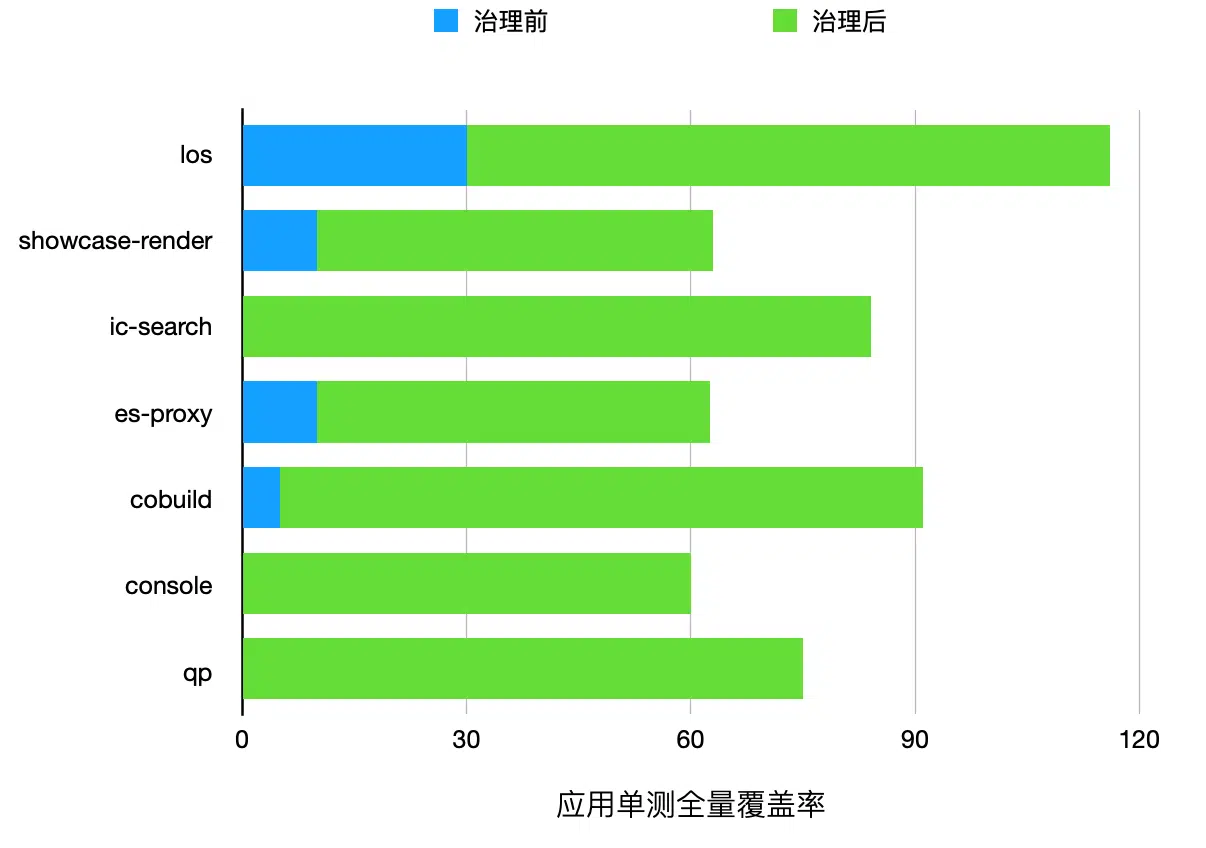 治理前
治理后
los
showcase-render
ic-search
es-proxy
cobuild
console
qp
0 30 60 90 120
应用单测全量覆盖率